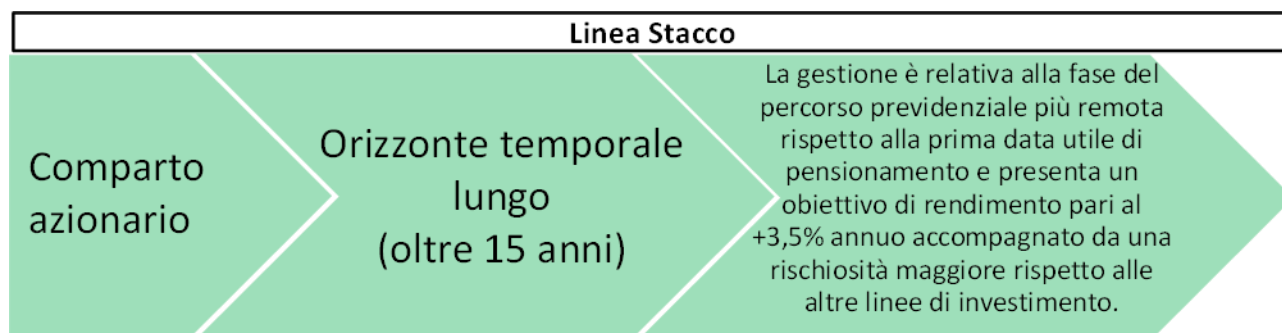 Linea Stacco
Comparto
azionario
Orizzonte temporale
lungo
(oltre 15 anni)
La gestione è relativa alla fase del
percorso previdenziale più remota
rispetto alla prima data utile di
pensionamento e presenta un
obiettivo di rendimento pari al
+3,5% annuo accompagnato da una
rischiosità maggiore rispetto alle
altre linee di investimento.